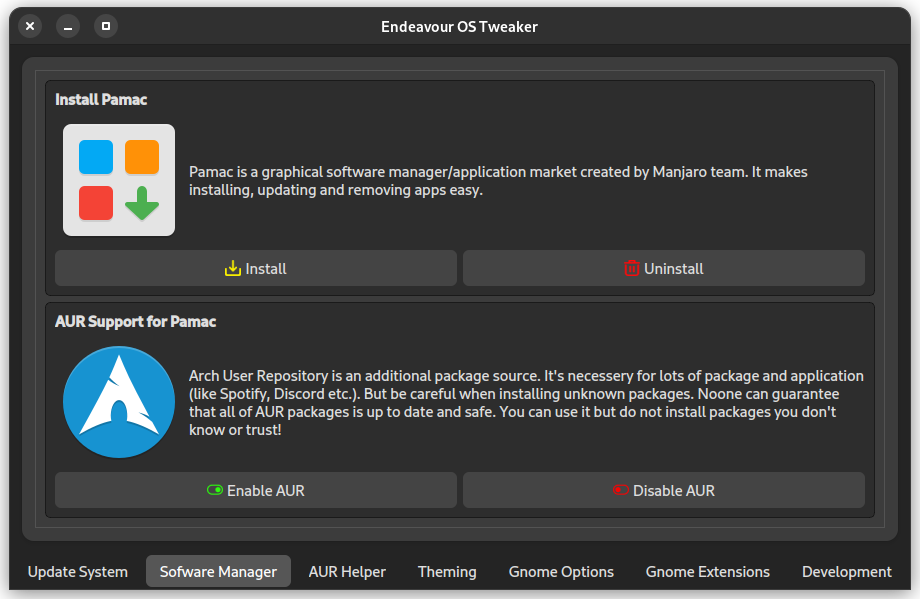 Endeavour OS Tweaker
Install Pamac
Pamac is a graphical software manager/application market created by Manjaro team. It makes
installing, updating and removing apps easy.
Install
Uninstall
AUR Support for Pamac
Arch User Repository is an additional package source. It's necessery for lots of package and application
(like Spotify, Discord etc.). But be careful when installing unknown packages. Noone can guarantee
that all of AUR packages is up to date and safe. You can use it but do not install packages you don't
know or trust!
Enable AUR
Disable AUR
Update System
Sofware Manager
AUR Helper
Theming
Gnome Options
Gnome Extensions
Development